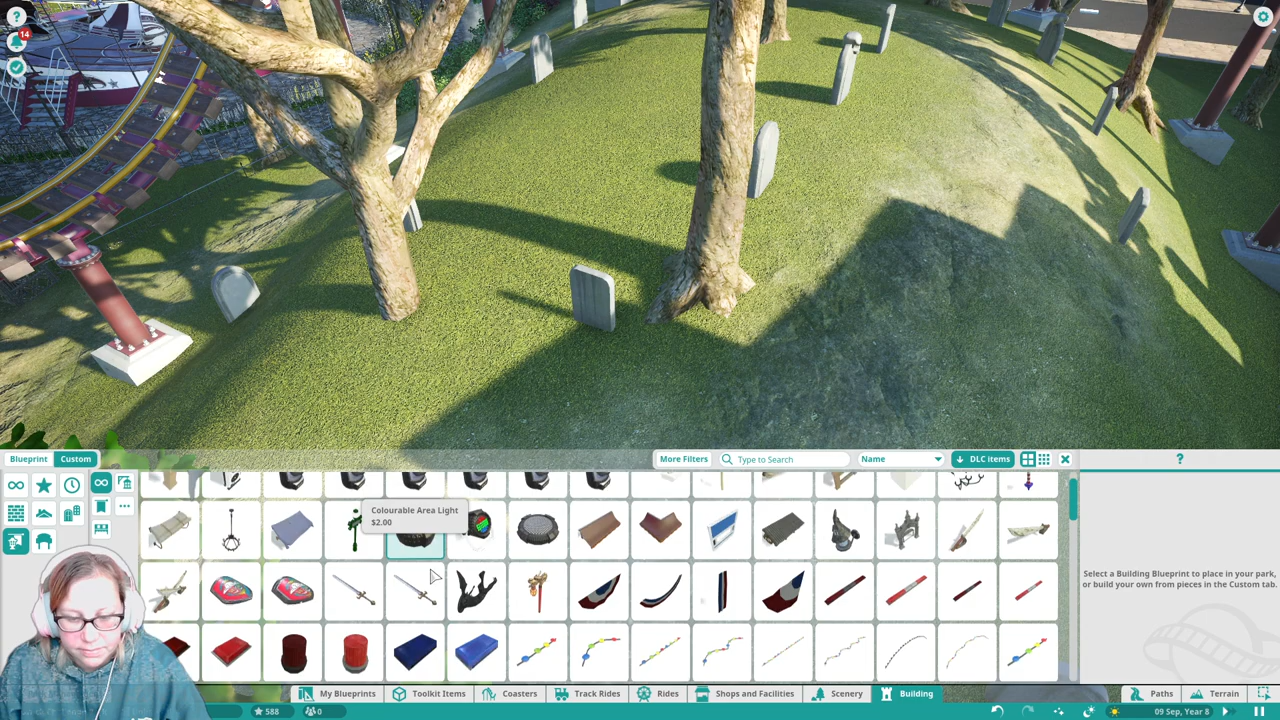 ?
14
Blueprint
Custom
More Filters
Type to Search
Name
DLC items
?
Colourable Area Light
$2.00
Select a Building Blueprint to place in your park,
or build your own from pieces in the Custom tab.
My Blueprints
Toolkit Items
Coasters
Track Rides
Rides
Shops and Facilities
Scenery
Building
Paths
Terrain
588
0
09 Sep, Year 8